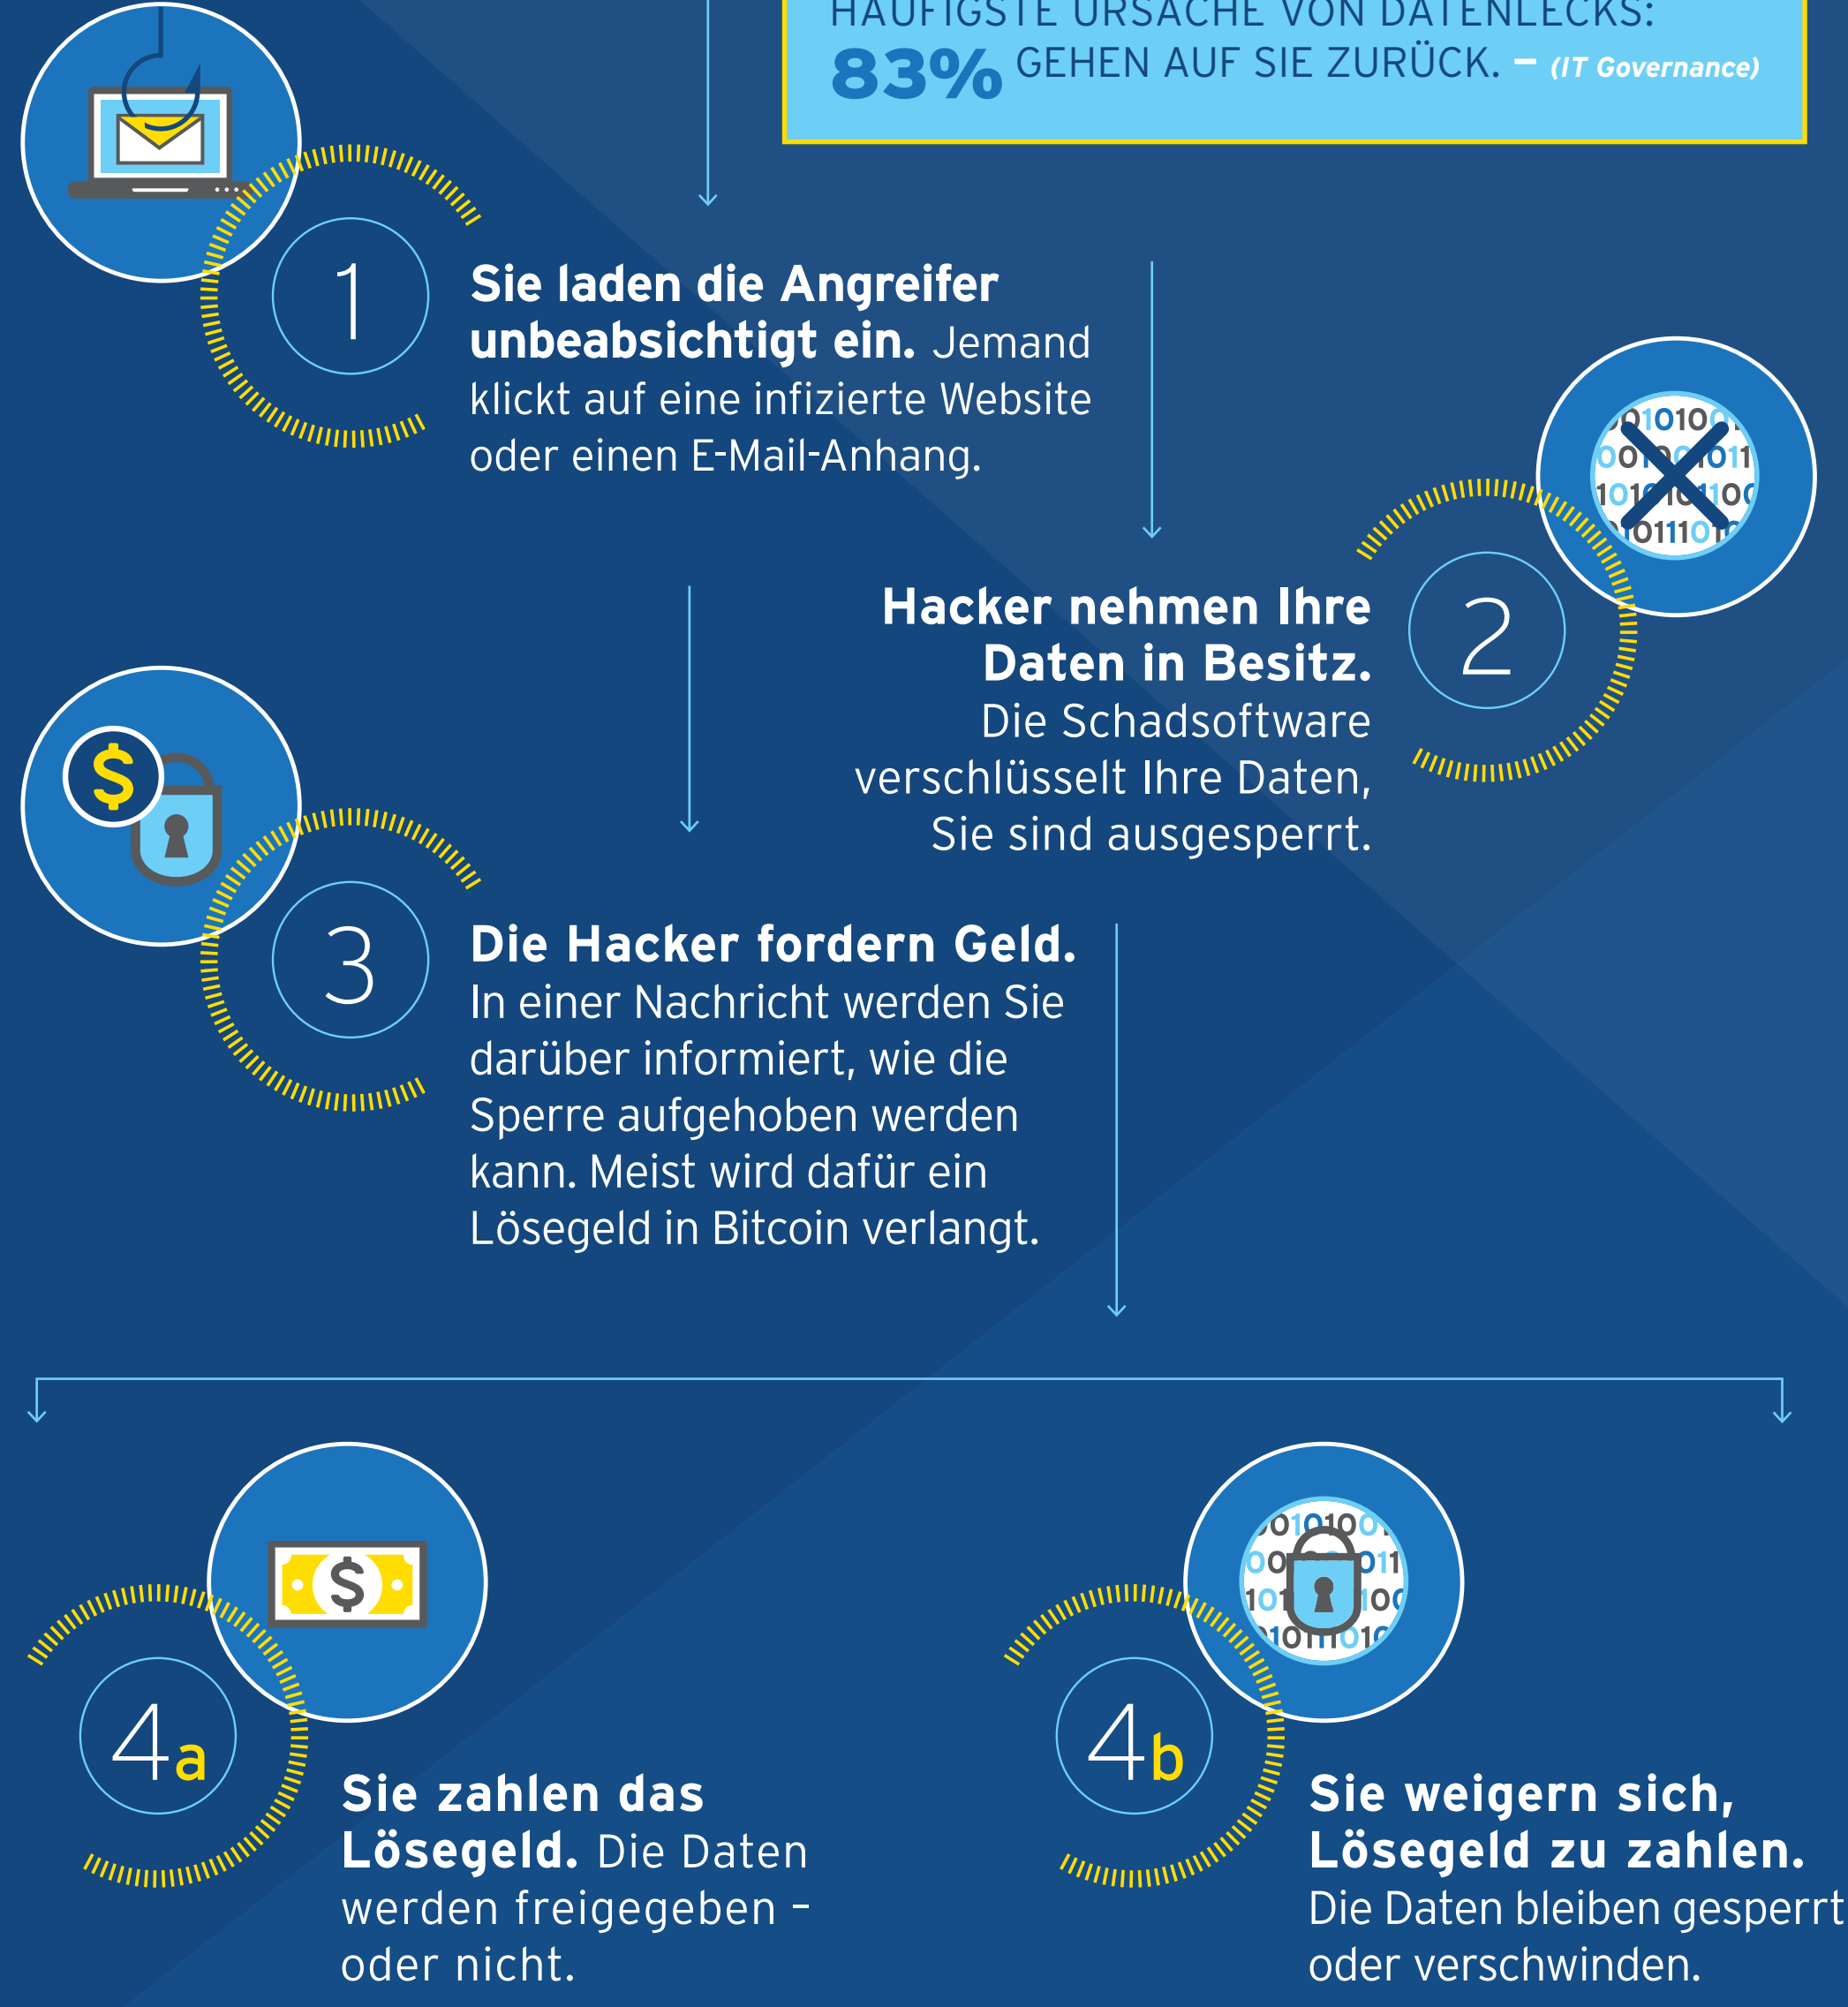 HÄUFIGSTE URSACHE VON DATENLECKS:
83% GEHEN AUF SIE ZURÜCK. – (IT Governance)
1
Sie laden die Angreifer
unbeabsichtigt ein. Jemand
klickt auf eine infizierte Website
oder einen E-Mail-Anhang.
2
Hacker nehmen Ihre
Daten in Besitz.
Die Schadsoftware
verschlüsselt Ihre Daten,
Sie sind ausgesperrt.
$
3
Die Hacker fordern Geld.
In einer Nachricht werden Sie
darüber informiert, wie die
Sperre aufgehoben werden
kann. Meist wird dafür ein
Lösegeld in Bitcoin verlangt.
$
4a
Sie zahlen das
Lösegeld. Die Daten
werden freigegeben –
oder nicht.
4b
Sie weigern sich,
Lösegeld zu zahlen.
Die Daten bleiben gesperrt
oder verschwinden.